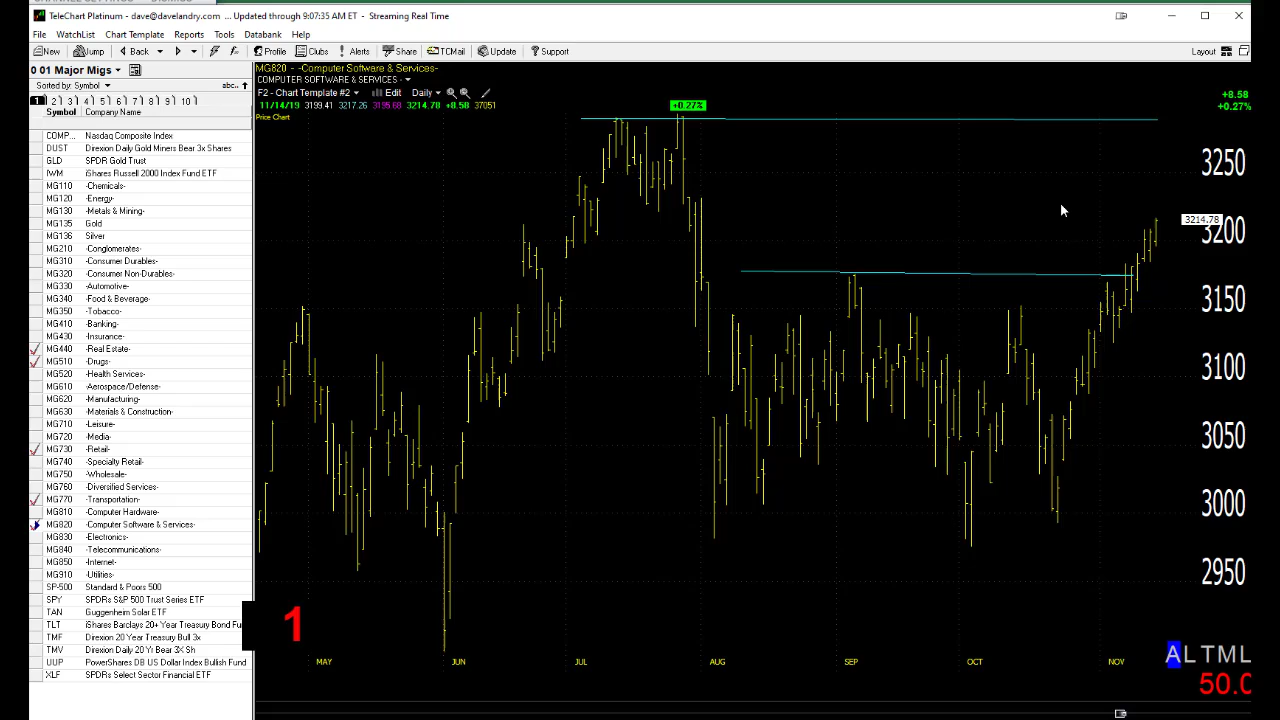 TeleChart Platinum - dave@davelandry.com ... Updated through 9:07:35 AM ET - Streaming Real Time
File WatchList Chart Template Reports Tools Databank Help
New Jump Back Profile Clubs Alerts Share TCMail Update Support Layout
0 01 Major Migs
Sorted by: Symbol abc..
1 2 3 4 5 6 7 8 9 10
Symbol Company Name
COMP... Nasdaq Composite Index
DUST Direxion Daily Gold Miners Bear 3x Shares
GLD SPDR Gold Trust
IWM iShares Russell 2000 Index Fund ETF
MG110 -Chemicals-
MG120 -Energy-
MG130 -Metals & Mining-
MG135 Gold
MG136 Silver
MG210 -Conglomerates-
MG310 -Consumer Durables-
MG320 -Consumer Non-Durables-
MG330 -Automotive-
MG340 -Food & Beverage-
MG350 -Tobacco-
MG410 -Banking-
MG430 -Insurance-
MG440 -Real Estate-
MG510 -Drugs-
MG520 -Health Services-
MG610 -Aerospace/Defense-
MG620 -Manufacturing-
MG630 -Materials & Construction-
MG710 -Leisure-
MG720 -Media-
MG730 -Retail-
MG740 -Specialty Retail-
MG750 -Wholesale-
MG760 -Diversified Services-
MG770 -Transportation-
MG810 -Computer Hardware-
MG820 -Computer Software & Services-
MG830 -Electronics-
MG840 -Telecommunications-
MG850 -Internet-
MG910 -Utilities-
SP-500 Standard & Poors 500
SPY SPDRs S&P 500 Trust Series ETF
TAN Guggenheim Solar ETF
TLT iShares Barclays 20+ Year Treasury Bond Fu
TMF Direxion 20 Year Treasury Bull 3x
TMV Direxion Daily 20 Yr Bear 3X Sh
UUP PowerShares DB US Dollar Index Bullish Fund
XLF SPDRs Select Sector Financial ETF
MG820 - -Computer Software & Services-
COMPUTER SOFTWARE & SERVICES -
F2 - Chart Template #2 Edit Daily
11/14/19 3199.41 3217.26 3195.68 3214.78 +8.58 37051
Price Chart
+0.27%
+8.58
+0.27%
3250
3214.78
3200
3150
3100
3050
3000
2950
1
MAY JUN JUL AUG SEP OCT NOV
ALTML
50.0